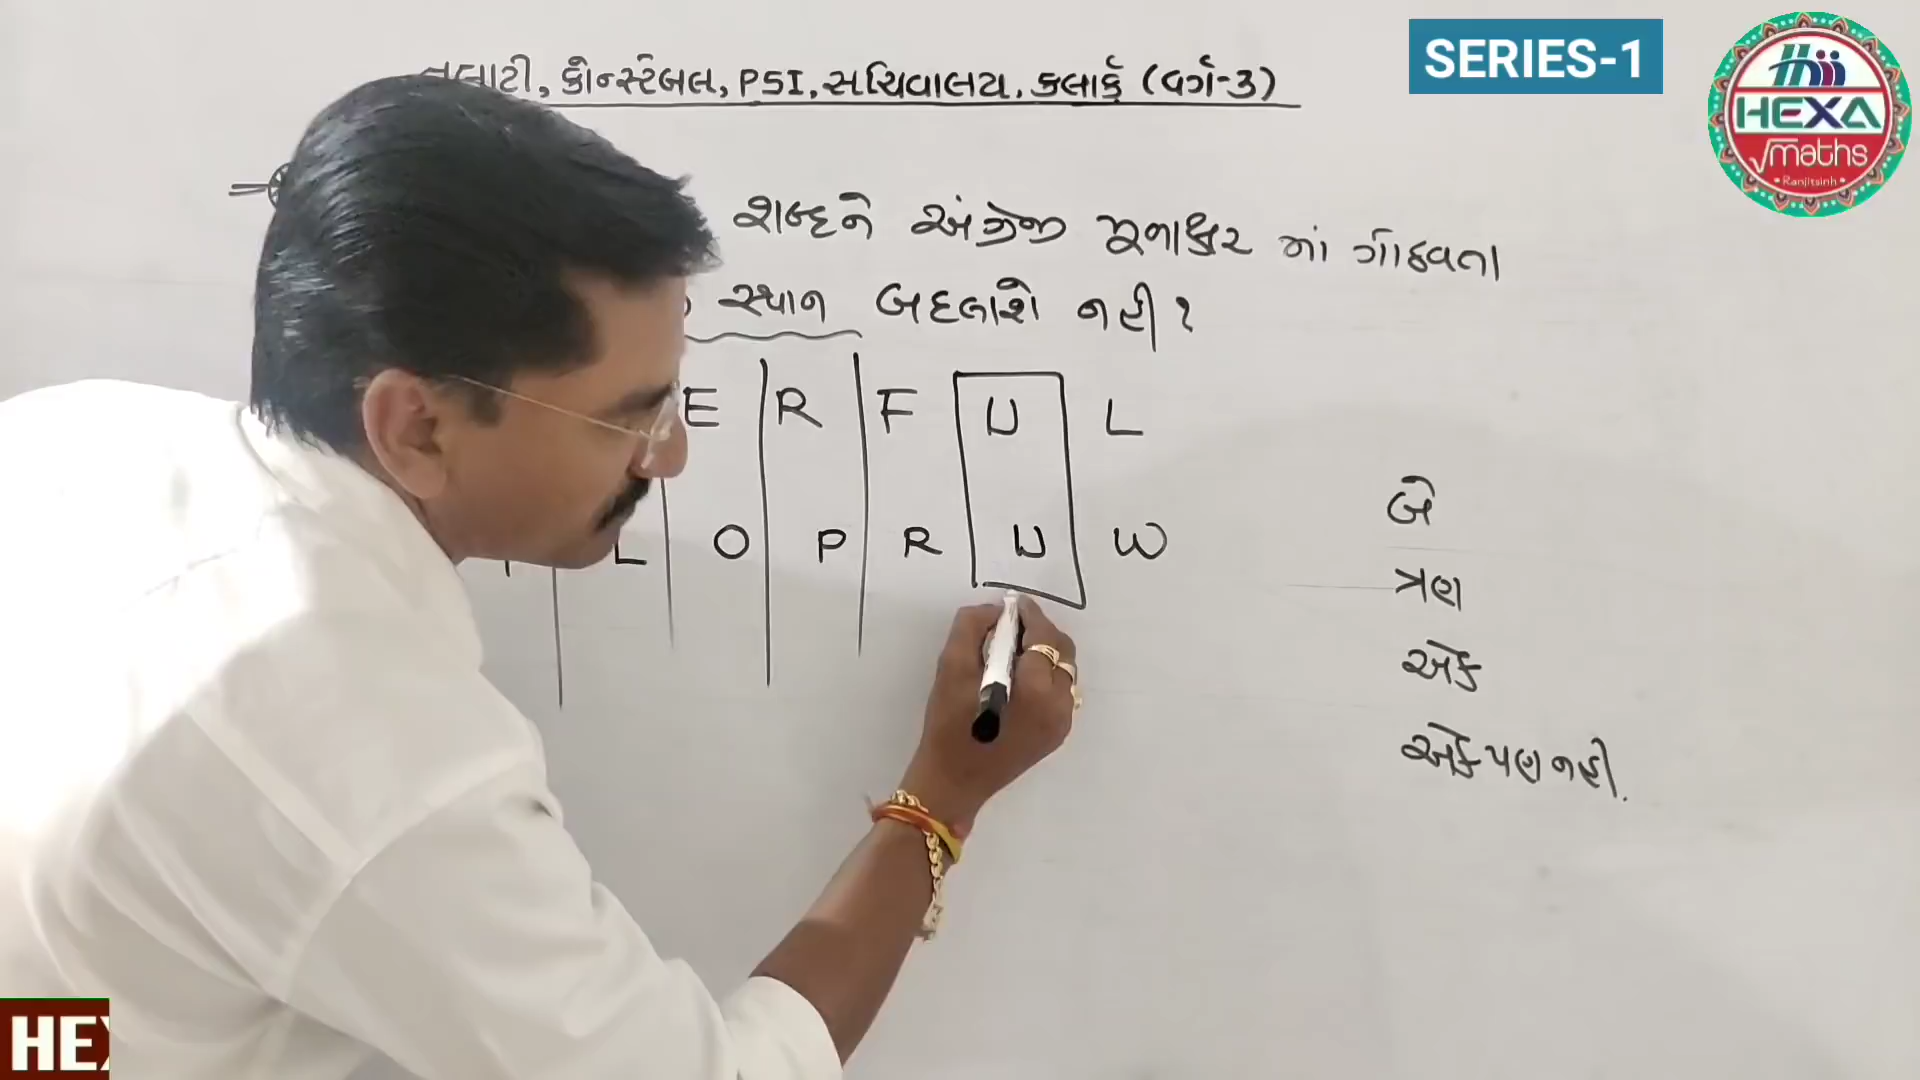 SERIES-1
HEXA
maths
Ranjitsinh
કોન્સ્ટેબલ, PSI, સચિવાલય, કલાર્ક (વર્ગ-૩)
શબ્દને અંગ્રેજી મૂળાક્ષર માં ગોઠવતા
સ્થાન બદલાશે નહી ?
E R F U L
L O P R U W
બે
ત્રણ
એક
એક પણ નહી.